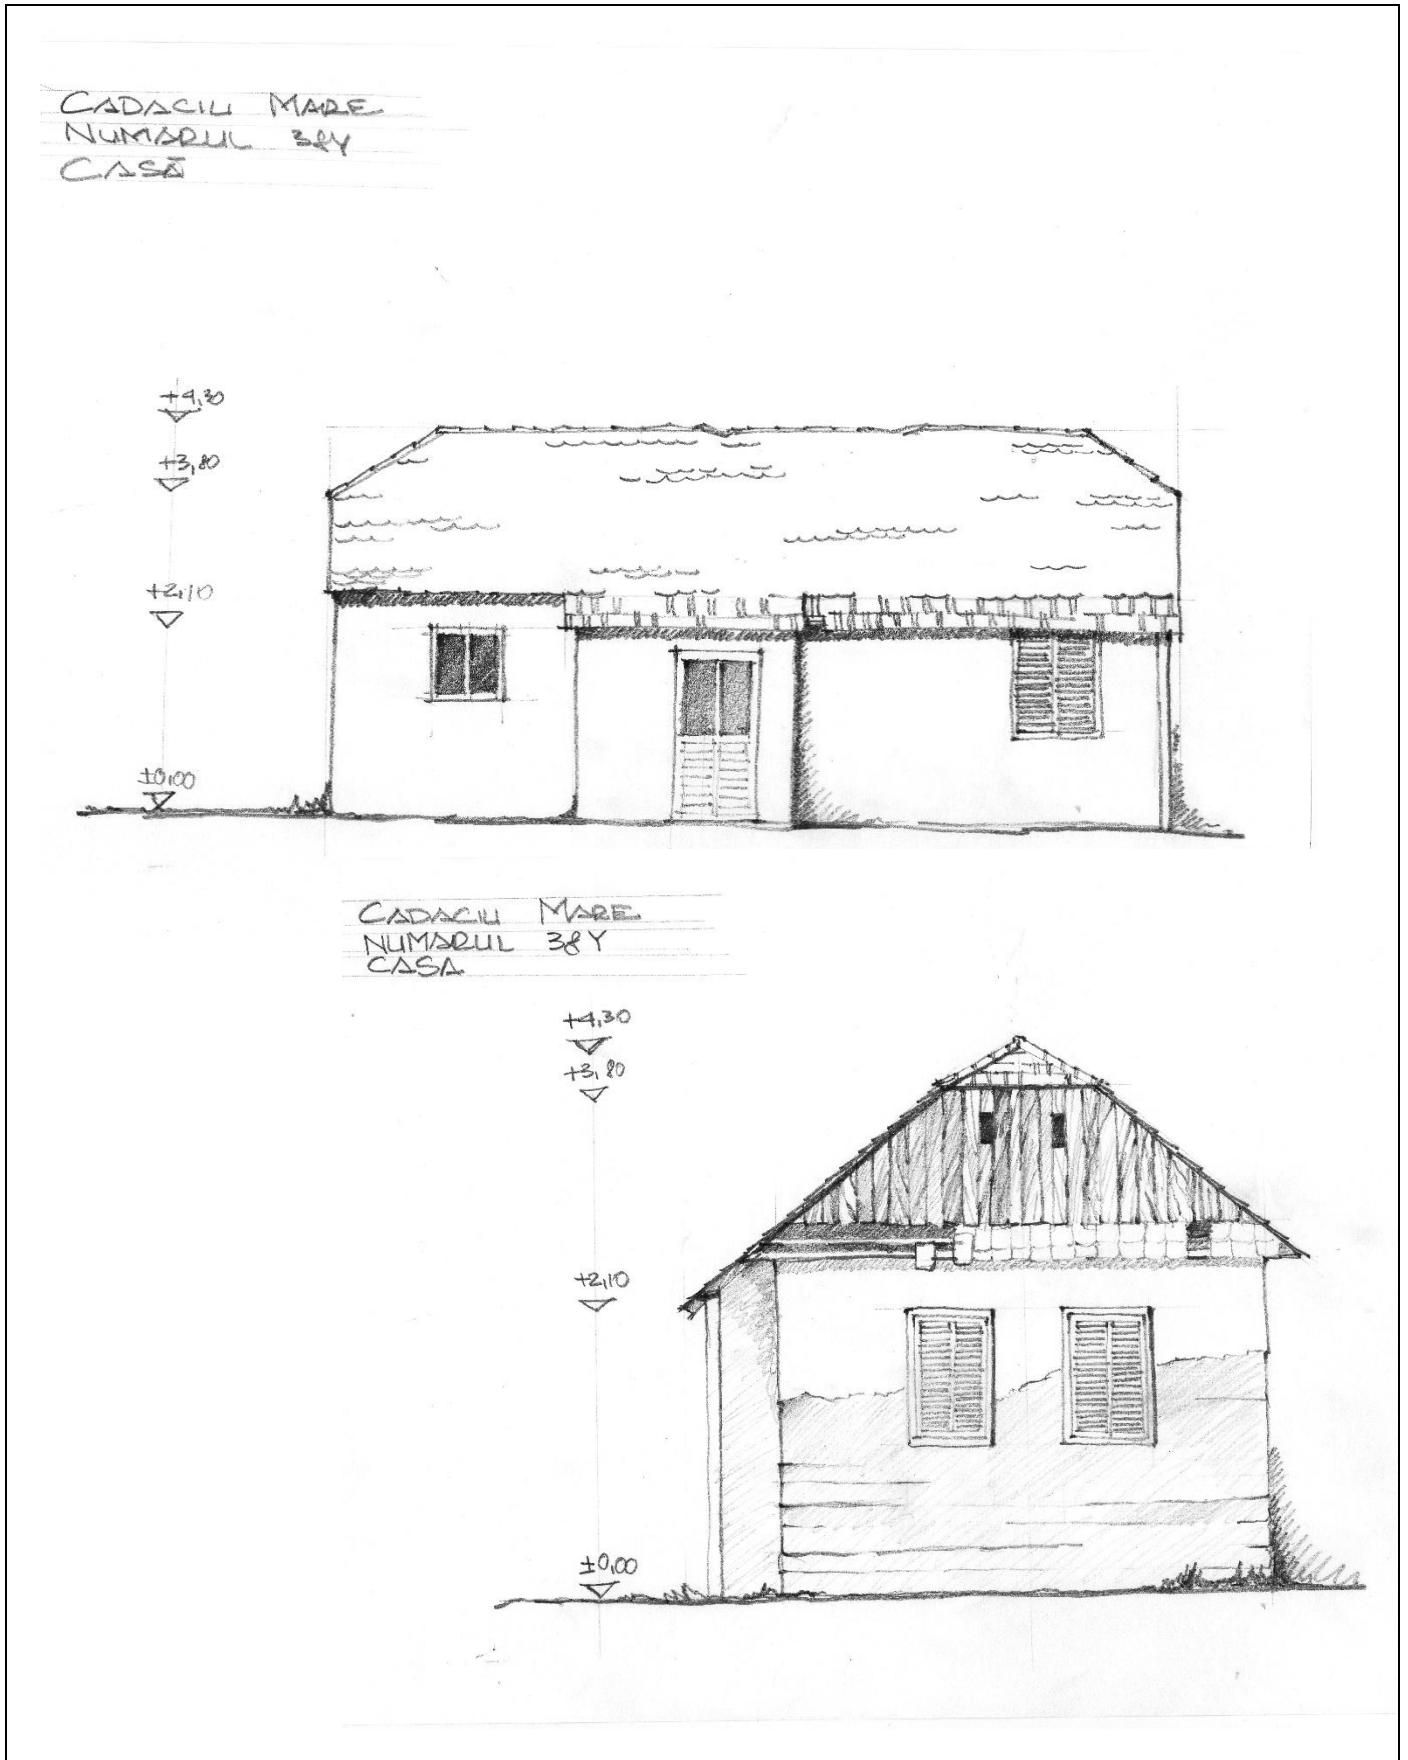 CADACIU MARE
NUMARUL 38Y
CASĂ
+4,30
+3,80
+2,10
±0,00
CADACIU MARE
NUMARUL 38Y
CASA
+4,30
+3,80
+2,10
±0,00